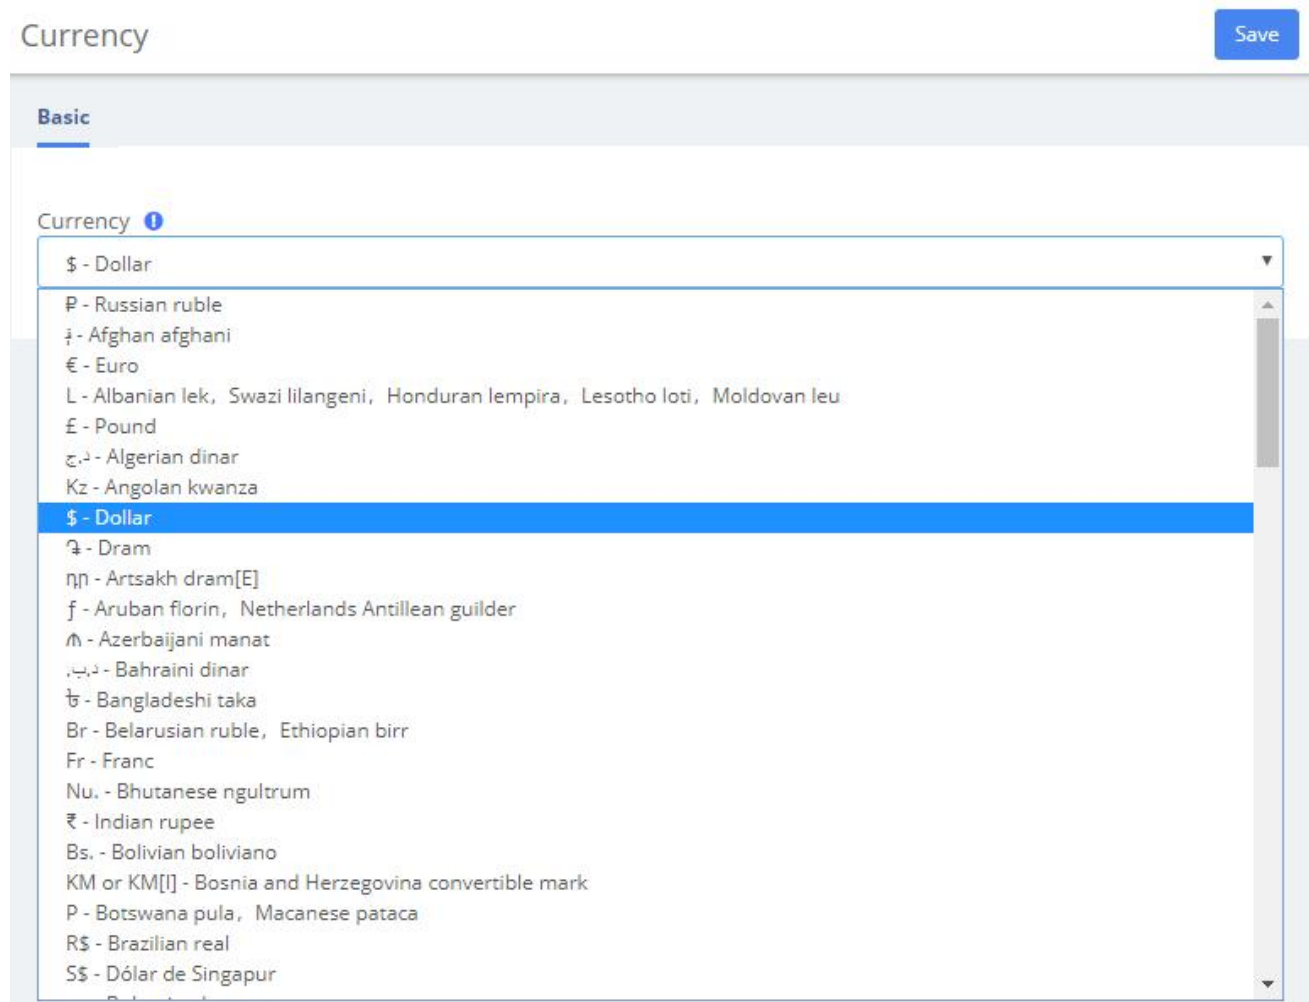 Currency
Save
Basic
Currency
$ - Dollar
₽ - Russian ruble
؋ - Afghan afghani
€ - Euro
L - Albanian lek, Swazi lilangeni, Honduran lempira, Lesotho loti, Moldovan leu
£ - Pound
د.ج - Algerian dinar
Kz - Angolan kwanza
$ - Dollar
֏ - Dram
դր - Artsakh dram[E]
ƒ - Aruban florin, Netherlands Antillean guilder
₼ - Azerbaijani manat
.د.ب - Bahraini dinar
৳ - Bangladeshi taka
Br - Belarusian ruble, Ethiopian birr
Fr - Franc
Nu. - Bhutanese ngultrum
₹ - Indian rupee
Bs. - Bolivian boliviano
KM or KM[I] - Bosnia and Herzegovina convertible mark
P - Botswana pula, Macanese pataca
R$ - Brazilian real
S$ - Dólar de Singapur